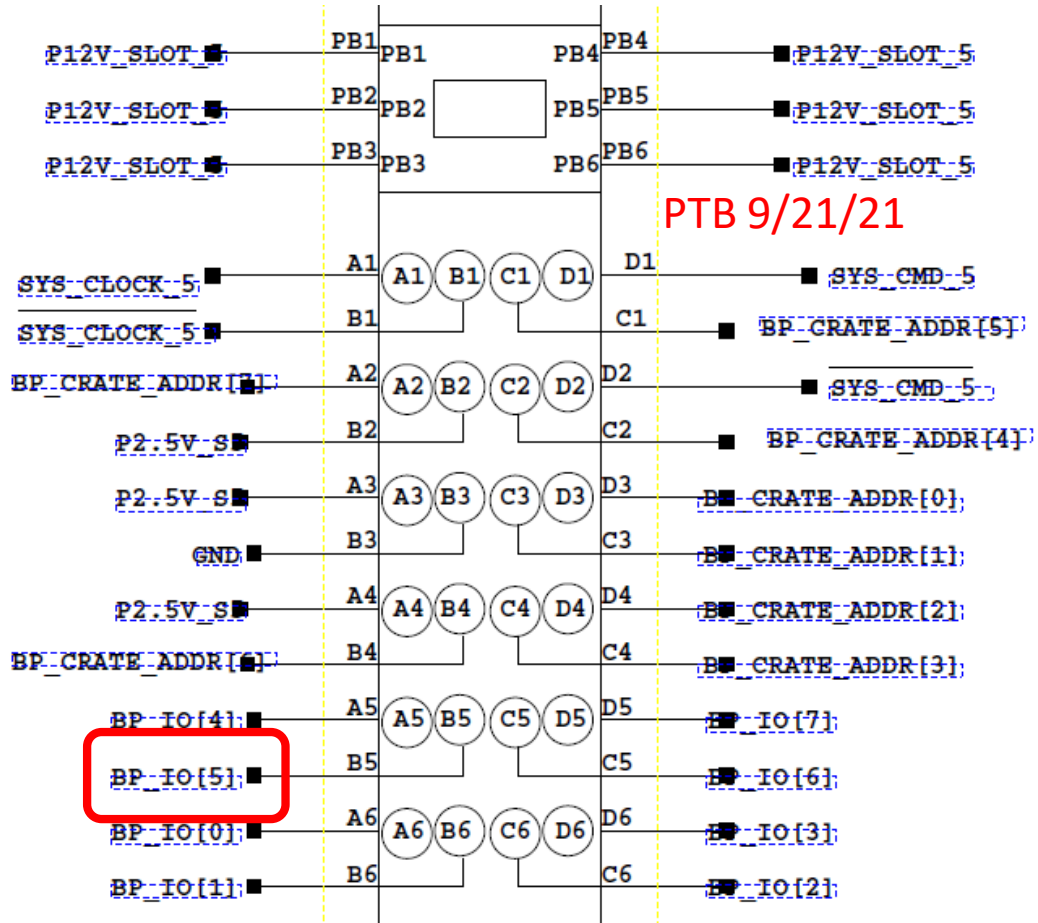 P12V_SLOT_5 PB1 PB1 PB4 PB4 P12V_SLOT_5
P12V_SLOT_5 PB2 PB2 PB5 PB5 P12V_SLOT_5
P12V_SLOT_5 PB3 PB3 PB6 PB6 P12V_SLOT_5
PTB 9/21/21
SYS_CLOCK_5 A1 A1 B1 C1 D1 D1 SYS_CMD_5
SYS_CLOCK_5 B1 C1 BP_CRATE_ADDR[5]
BP_CRATE_ADDR[7] A2 A2 B2 C2 D2 D2 SYS_CMD_5
P2.5V_S B2 C2 BP_CRATE_ADDR[4]
P2.5V_S A3 A3 B3 C3 D3 D3 BP_CRATE_ADDR[0]
GND B3 C3 BP_CRATE_ADDR[1]
P2.5V_S A4 A4 B4 C4 D4 D4 BP_CRATE_ADDR[2]
BP_CRATE_ADDR[6] B4 C4 BP_CRATE_ADDR[3]
BP_IO[4] A5 A5 B5 C5 D5 D5 BP_IO[7]
BP_IO[5] B5 C5 BP_IO[6]
BP_IO[0] A6 A6 B6 C6 D6 D6 BP_IO[3]
BP_IO[1] B6 C6 BP_IO[2]